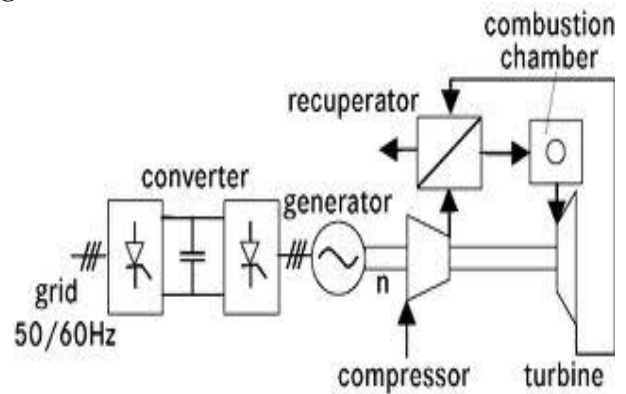 combustion
chamber
recuperator
converter
generator
n
grid
50/60Hz
compressor
turbine